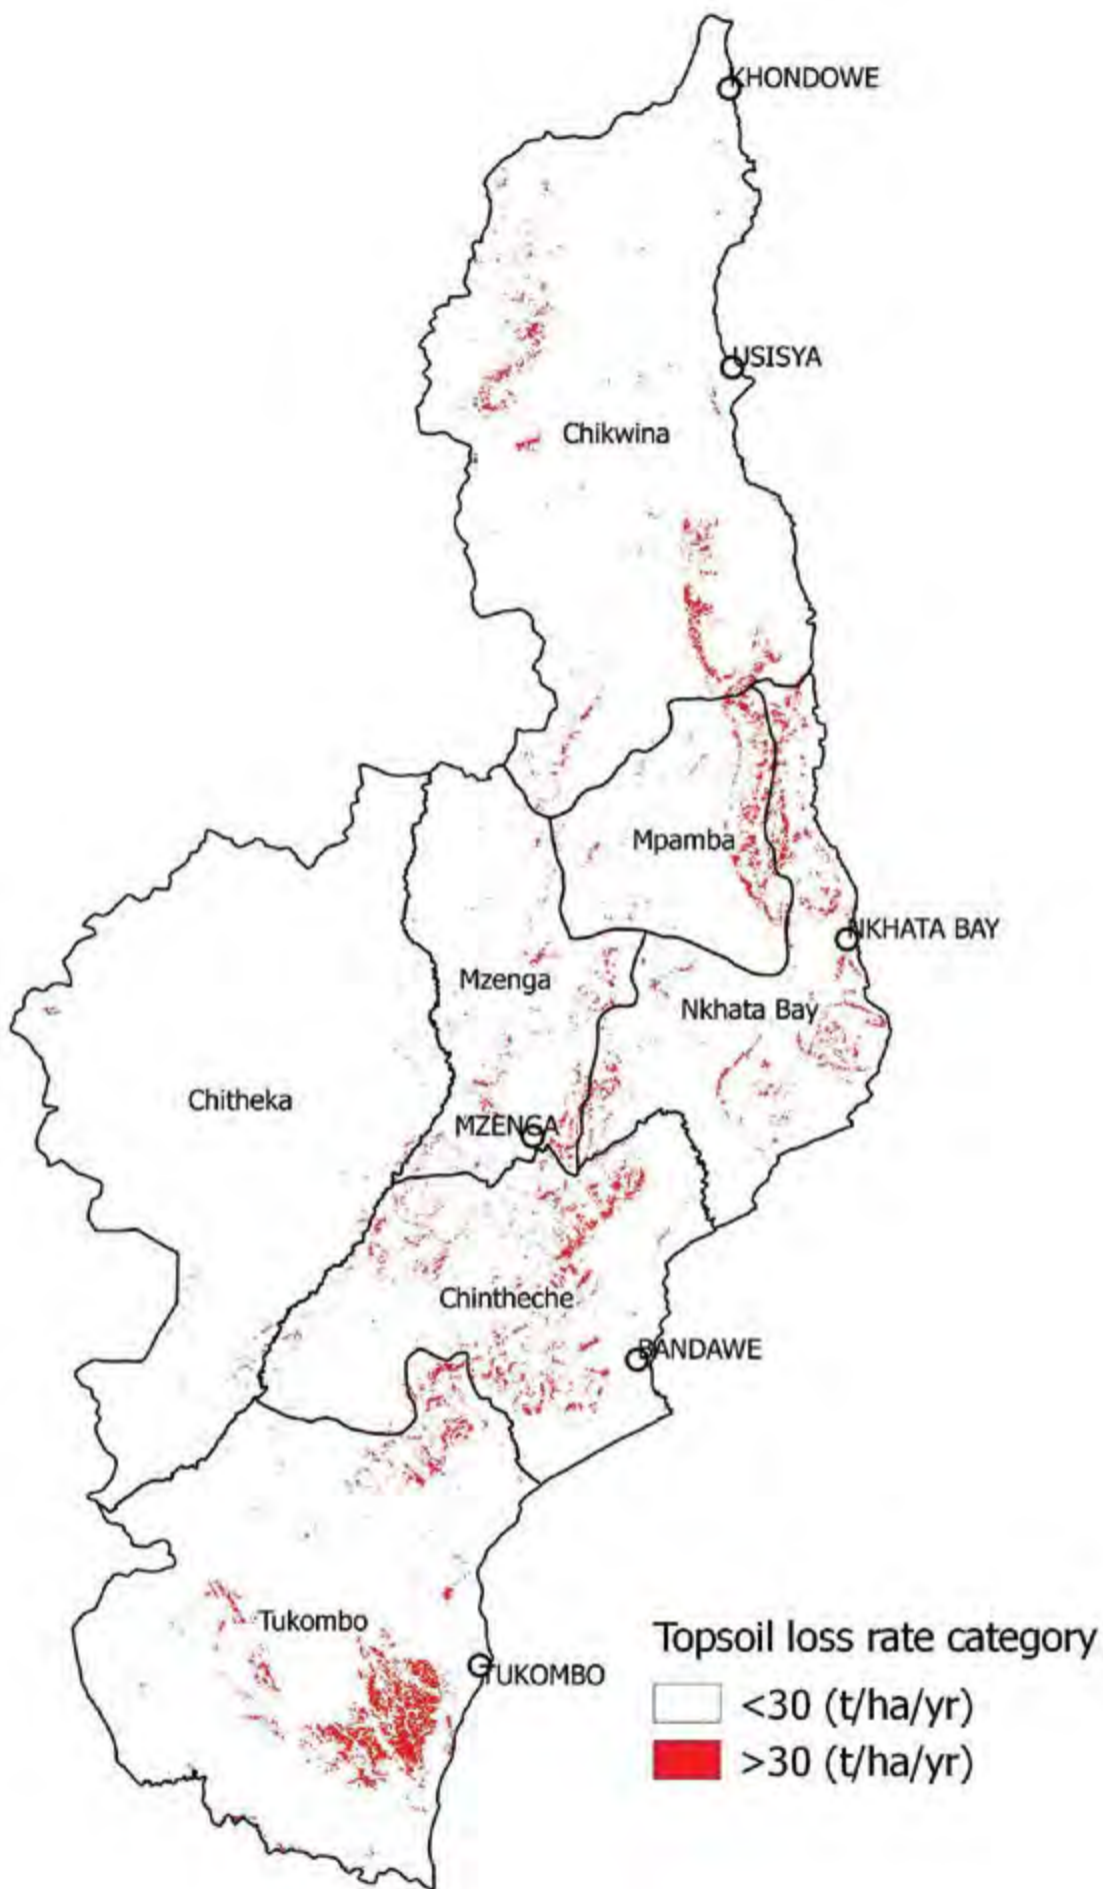 KHONDOWE
USISYA
Chikwina
Mpamba
NKHATA BAY
Mzenga
Nkhata Bay
Chitheka
MZENGA
Chintheche
BANDAWE
Tukombo
TUKOMBO
Topsoil loss rate category
<30 (t/ha/yr)
>30 (t/ha/yr)